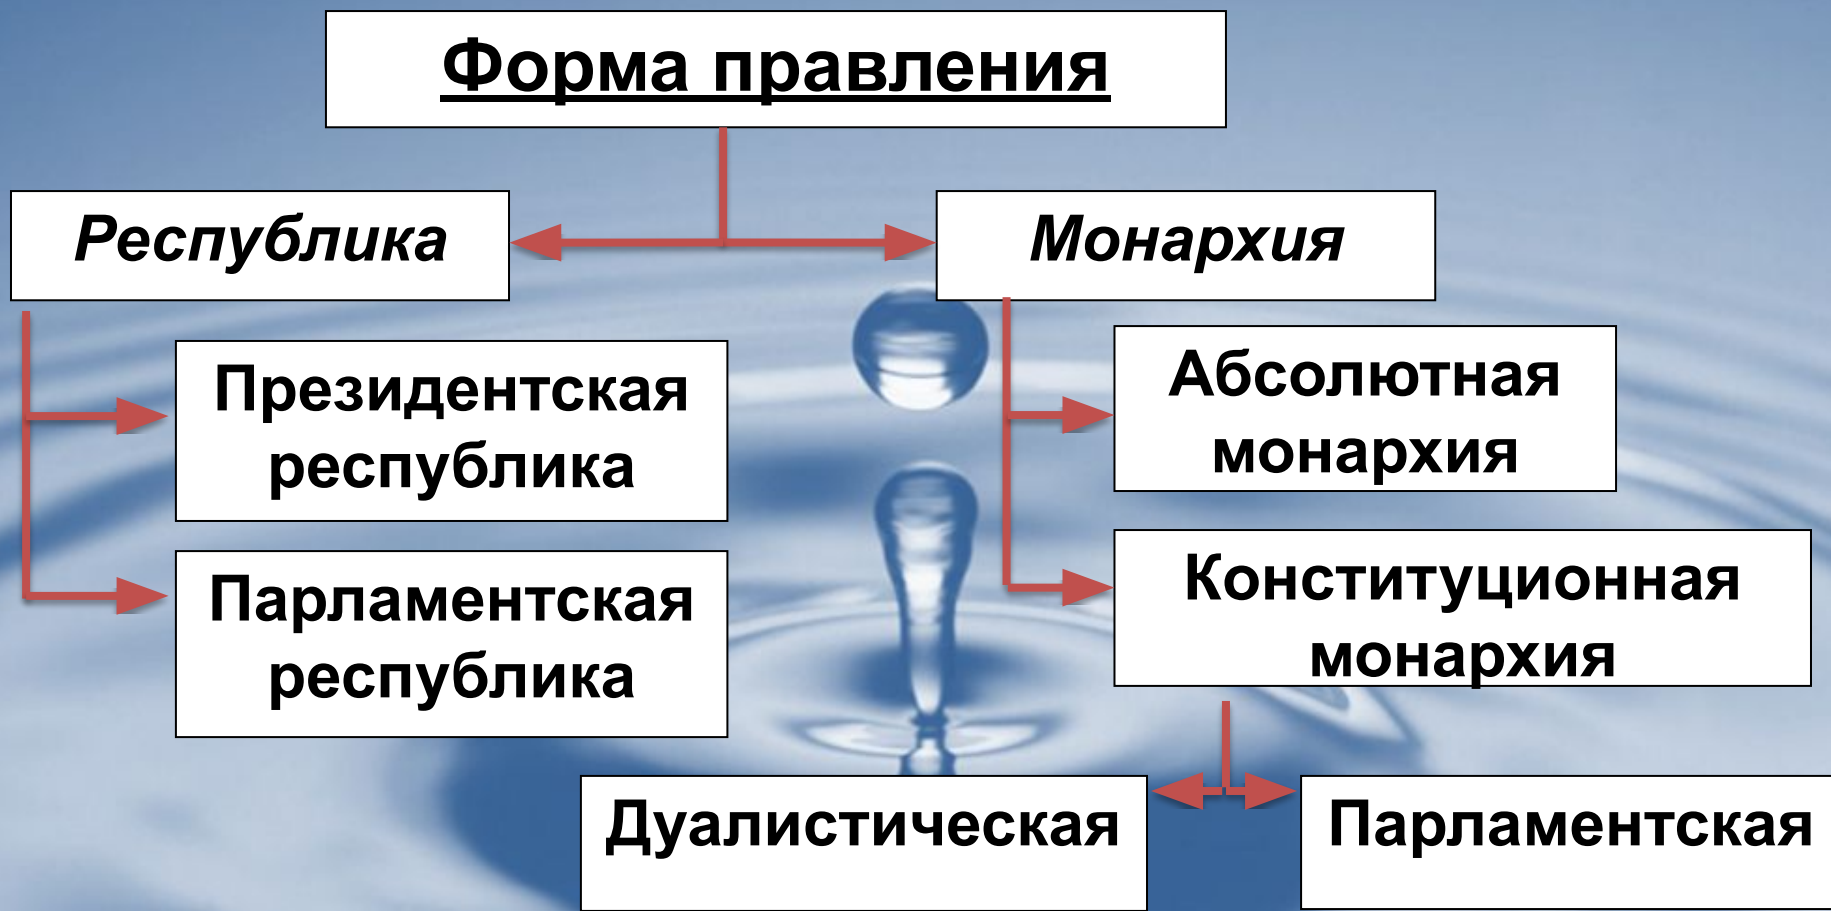 Форма правления
Республика
Монархия
Президентская
республика
Парламентская
республика
Абсолютная
монархия
Конституционная
монархия
Дуалистическая
Парламентская